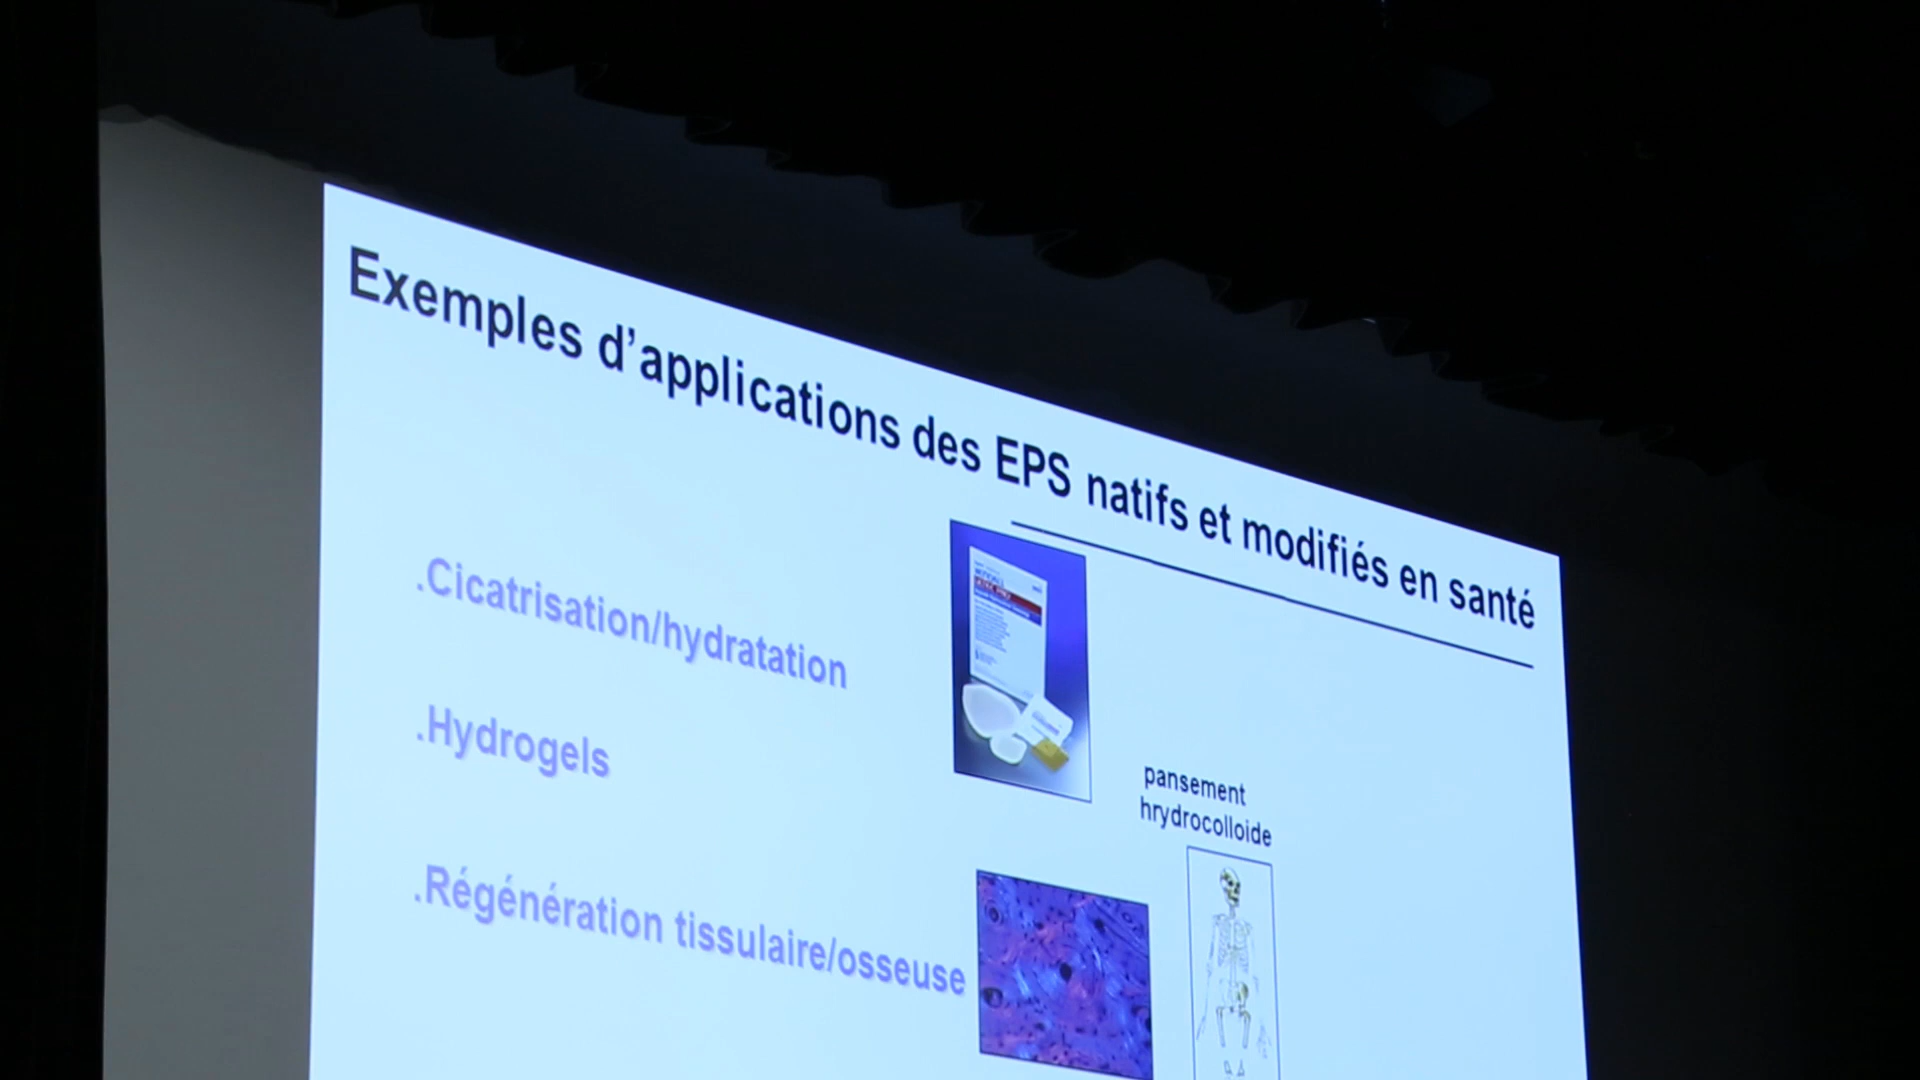 Exemples d'applications des EPS natifs et modifiés en santé
.Cicatrisation/hydratation
.Hydrogels
pansement
hrydrocolloide
.Régénération tissulaire/osseuse